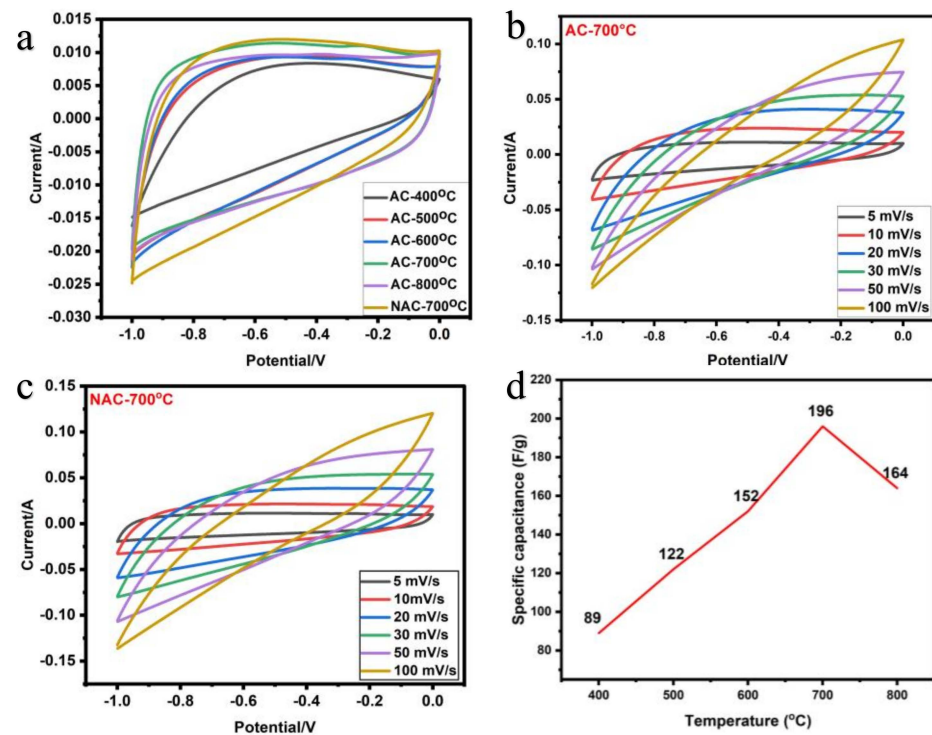 a
0.015
0.010
0.005
0.000
-0.005
-0.010
-0.015
-0.020
-0.025
-0.030
Current/A
-1.0 -0.8 -0.6 -0.4 -0.2 0.0
Potential/V
AC-400⁰C
AC-500⁰C
AC-600⁰C
AC-700⁰C
AC-800⁰C
NAC-700⁰C
b
AC-700°C
0.10
0.05
0.00
-0.05
-0.10
-0.15
Current/A
-1.0 -0.8 -0.6 -0.4 -0.2 0.0
Potential/V
5 mV/s
10 mV/s
20 mV/s
30 mV/s
50 mV/s
100 mV/s
c
NAC-700°C
0.15
0.10
0.05
0.00
-0.05
-0.10
-0.15
Current/A
-1.0 -0.8 -0.6 -0.4 -0.2 0.0
Potential/V
5 mV/s
10mV/s
20 mV/s
30 mV/s
50 mV/s
100 mV/s
d
220
200
180
160
140
120
100
80
Specific capacitance (F/g)
89
122
152
196
164
400 500 600 700 800
Temperature (°C)